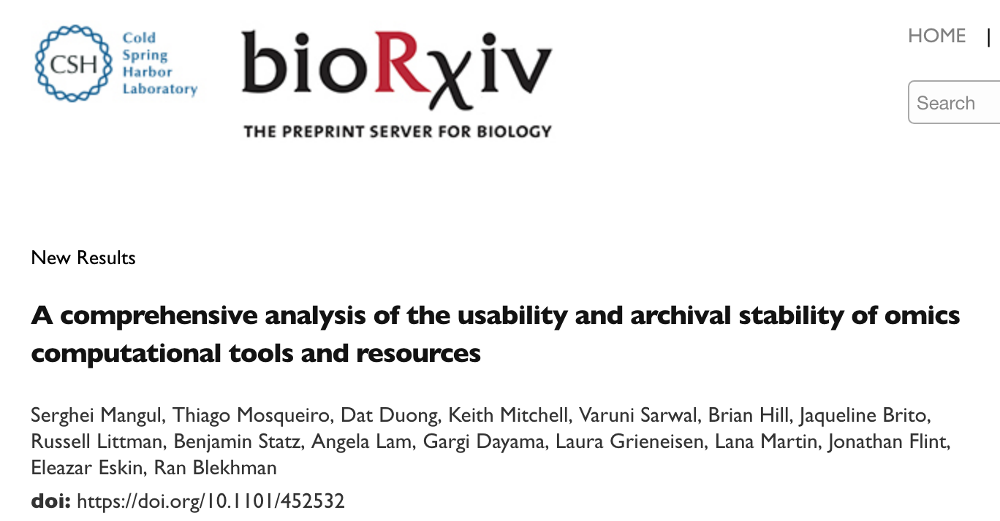 CSH
Cold
Spring
Harbor
Laboratory
bioRxiv
THE PREPRINT SERVER FOR BIOLOGY
HOME |
Search
New Results
A comprehensive analysis of the usability and archival stability of omics
computational tools and resources
Serghei Mangul, Thiago Mosqueiro, Dat Duong, Keith Mitchell, Varuni Sarwal, Brian Hill, Jaqueline Brito,
Russell Littman, Benjamin Statz, Angela Lam, Gargi Dayama, Laura Grieneisen, Lana Martin, Jonathan Flint,
Eleazar Eskin, Ran Blekhman
doi: https://doi.org/10.1101/452532